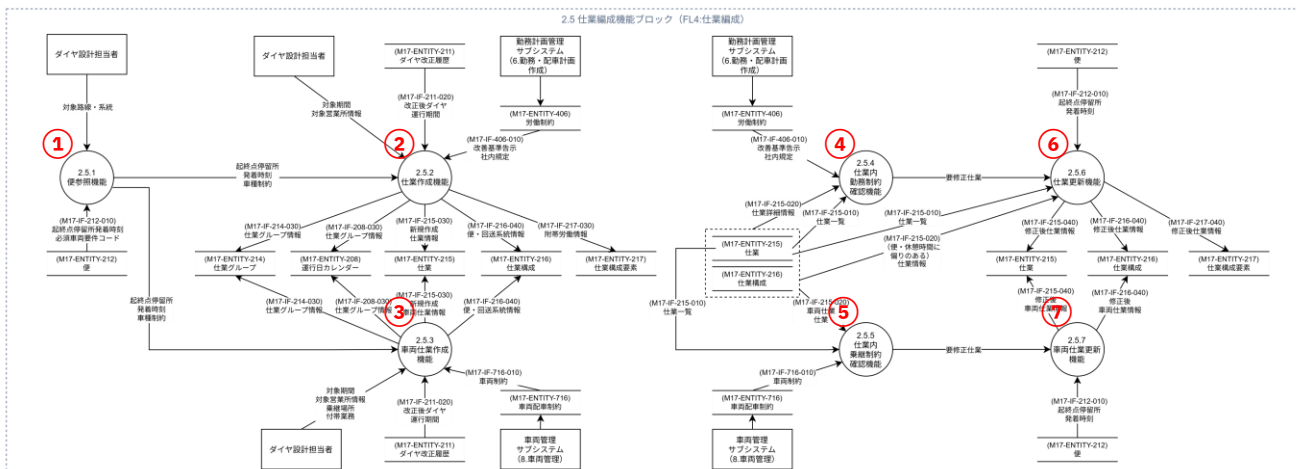 2.5 仕業編成機能ブロック（FL4:仕業編成）
ダイヤ設計担当者
対象路線・系統
①
2.5.1
便参照機能
(M17-IF-212-010)
起終点停留所発着時刻
必須車両要件コード
(M17-ENTITY-212)
便
起終点停留所
発着時刻
車種制約
起終点停留所
発着時刻
車種制約
ダイヤ設計担当者
対象期間
対象営業所情報
(M17-ENTITY-211)
ダイヤ改正履歴
(M17-IF-211-020)
改正後ダイヤ
運行期間
勤務計画管理
サブシステム
（6.勤務・配車計画
作成）
(M17-ENTITY-406)
労働制約
(M17-IF-406-010)
改善基準告示
社内規定
②
2.5.2
仕業作成機能
(M17-IF-214-030)
仕業グループ情報
(M17-IF-208-030)
仕業グループ情報
(M17-IF-215-030)
新規作成
仕業情報
(M17-IF-216-040)
便・回送系統情報
(M17-IF-217-030)
附帯労働情報
(M17-ENTITY-214)
仕業グループ
(M17-ENTITY-208)
運行日カレンダー
(M17-ENTITY-215)
仕業
(M17-ENTITY-216)
仕業構成
(M17-ENTITY-217)
仕業構成要素
(M17-IF-214-030)
仕業グループ情報
(M17-IF-208-030)
仕業グループ情報
(M17-IF-215-030)
新規作成
車両仕業情報
(M17-IF-216-040)
便・回送系統情報
③
2.5.3
車両仕業作成
機能
対象期間
対象営業所情報
乗継場所
付帯業務
ダイヤ設計担当者
(M17-IF-211-020)
改正後ダイヤ
運行期間
(M17-ENTITY-211)
ダイヤ改正履歴
(M17-IF-716-010)
車両制約
(M17-ENTITY-716)
車両配車制約
車両管理
サブシステム
（8.車両管理）
勤務計画管理
サブシステム
（6.勤務・配車計画
作成）
(M17-ENTITY-406)
労働制約
(M17-IF-406-010)
改善基準告示
社内規定
④
2.5.4
仕業内
勤務制約
確認機能
要修正仕業
(M17-IF-215-020)
仕業詳細情報
(M17-IF-215-010)
仕業一覧
(M17-ENTITY-215)
仕業
(M17-ENTITY-216)
仕業構成
(M17-IF-215-010)
仕業一覧
(M17-IF-215-020)
車両仕業
仕業
(M17-IF-215-010)
仕業一覧
(M17-IF-215-020)
（便・休憩時間に
偏りのある）
仕業情報
⑤
2.5.5
仕業内
乗継制約
確認機能
要修正仕業
(M17-IF-716-010)
車両制約
(M17-ENTITY-716)
車両配車制約
車両管理
サブシステム
（8.車両管理）
(M17-ENTITY-212)
便
(M17-IF-212-010)
起終点停留所
発着時刻
⑥
2.5.6
仕業更新機能
(M17-IF-215-040)
修正後仕業情報
(M17-IF-216-040)
修正後仕業情報
(M17-IF-217-040)
修正後仕業情報
(M17-ENTITY-215)
仕業
(M17-ENTITY-216)
仕業構成
(M17-ENTITY-217)
仕業構成要素
(M17-IF-215-040)
修正後
車両仕業情報
(M17-IF-216-040)
修正後
車両仕業情報
⑦
2.5.7
車両仕業更新
機能
(M17-IF-212-010)
起終点停留所
発着時刻
(M17-ENTITY-212)
便